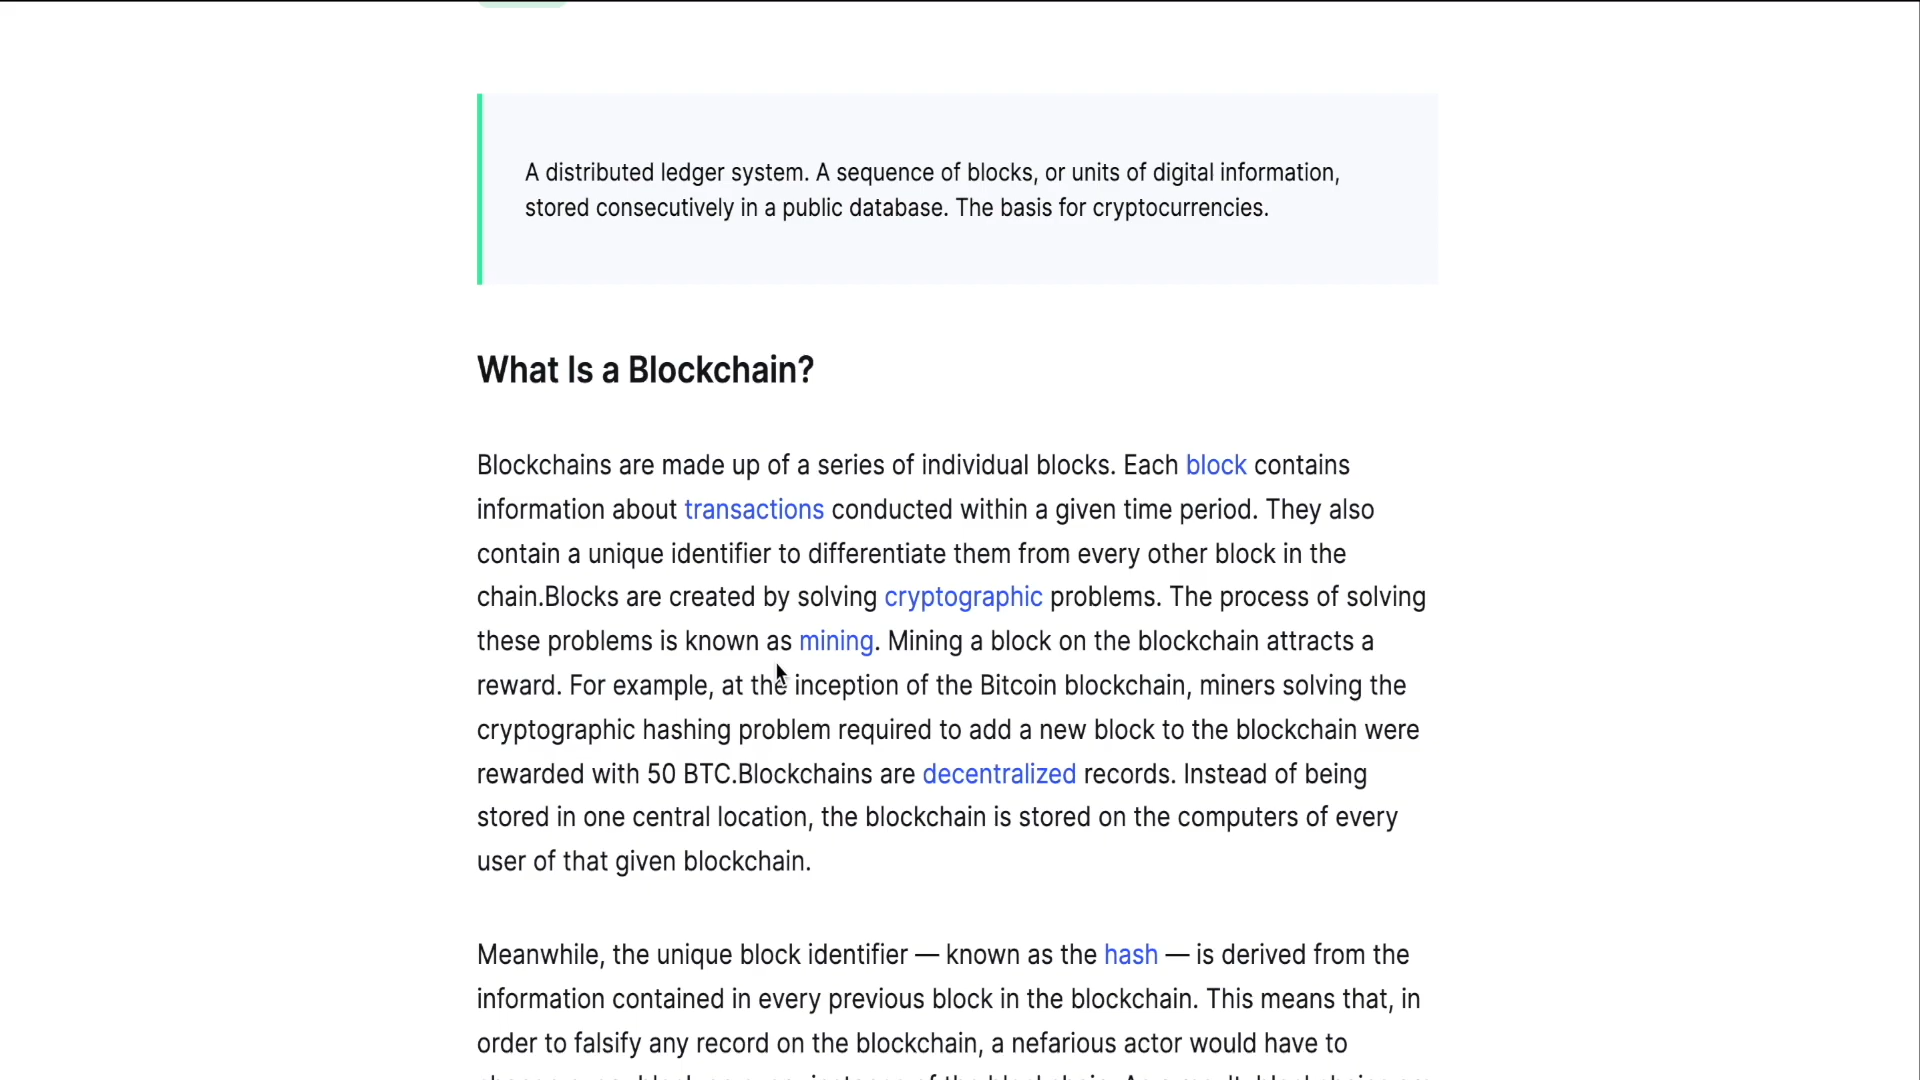 A distributed ledger system. A sequence of blocks, or units of digital information,
stored consecutively in a public database. The basis for cryptocurrencies.
What Is a Blockchain?
Blockchains are made up of a series of individual blocks. Each block contains
information about transactions conducted within a given time period. They also
contain a unique identifier to differentiate them from every other block in the
chain.Blocks are created by solving cryptographic problems. The process of solving
these problems is known as mining. Mining a block on the blockchain attracts a
reward. For example, at the inception of the Bitcoin blockchain, miners solving the
cryptographic hashing problem required to add a new block to the blockchain were
rewarded with 50 BTC.Blockchains are decentralized records. Instead of being
stored in one central location, the blockchain is stored on the computers of every
user of that given blockchain.
Meanwhile, the unique block identifier — known as the hash — is derived from the
information contained in every previous block in the blockchain. This means that, in
order to falsify any record on the blockchain, a nefarious actor would have to